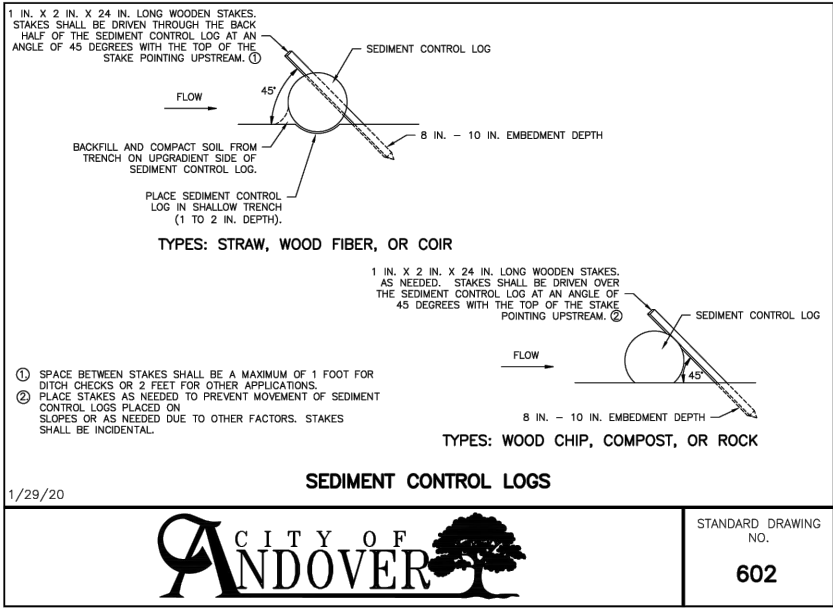 1 IN. X 2 IN. X 24 IN. LONG WOODEN STAKES.
STAKES SHALL BE DRIVEN THROUGH THE BACK
HALF OF THE SEDIMENT CONTROL LOG AT AN
ANGLE OF 45 DEGREES WITH THE TOP OF THE
STAKE POINTING UPSTREAM. ①
SEDIMENT CONTROL LOG
45°
FLOW
8 IN. - 10 IN. EMBEDMENT DEPTH
BACKFILL AND COMPACT SOIL FROM
TRENCH ON UPGRADIENT SIDE OF
SEDIMENT CONTROL LOG.
PLACE SEDIMENT CONTROL
LOG IN SHALLOW TRENCH
(1 TO 2 IN. DEPTH).
TYPES: STRAW, WOOD FIBER, OR COIR
1 IN. X 2 IN. X 24 IN. LONG WOODEN STAKES.
AS NEEDED. STAKES SHALL BE DRIVEN OVER
THE SEDIMENT CONTROL LOG AT AN ANGLE OF
45 DEGREES WITH THE TOP OF THE STAKE
POINTING UPSTREAM. ②
SEDIMENT CONTROL LOG
FLOW
45°
8 IN. - 10 IN. EMBEDMENT DEPTH
TYPES: WOOD CHIP, COMPOST, OR ROCK
①. SPACE BETWEEN STAKES SHALL BE A MAXIMUM OF 1 FOOT FOR
DITCH CHECKS OR 2 FEET FOR OTHER APPLICATIONS.
②. PLACE STAKES AS NEEDED TO PREVENT MOVEMENT OF SEDIMENT
CONTROL LOGS PLACED ON
SLOPES OR AS NEEDED DUE TO OTHER FACTORS. STAKES
SHALL BE INCIDENTAL.
SEDIMENT CONTROL LOGS
1/29/20
CITY OF
ANDOVER
STANDARD DRAWING
NO.
602